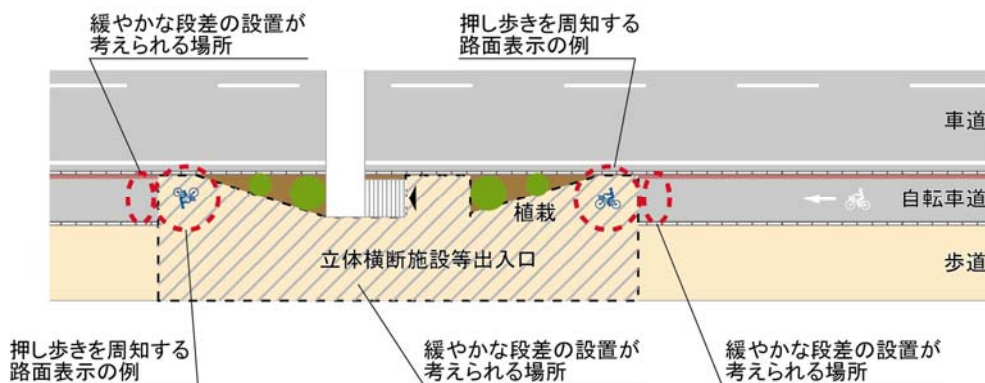 緩やかな段差の設置が
考えられる場所
押し歩きを周知する
路面表示の例
車道
自転車道
植栽
立体横断施設等出入口
歩道
押し歩きを周知する
路面表示の例
緩やかな段差の設置が
考えられる場所
緩やかな段差の設置が
考えられる場所